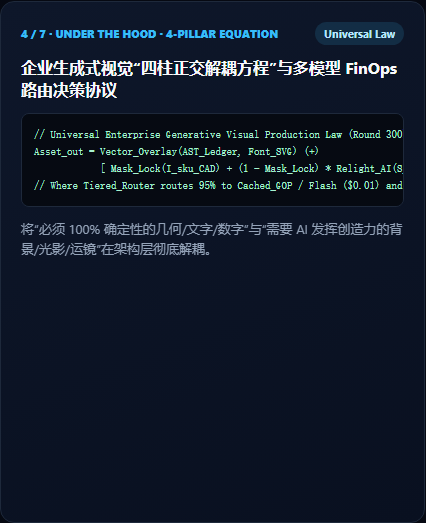 4 / 7 · UNDER THE HOOD · 4-PILLAR EQUATION
Universal Law
企业生成式视觉“四柱正交解耦方程”与多模型 FinOps
路由决策协议
// Universal Enterprise Generative Visual Production Law (Round 300
Asset_out = Vector_Overlay(AST_Ledger, Font_SVG) (+)
[ Mask_Lock(I_sku_CAD) + (1 - Mask_Lock) * Relight_AI(S
// Where Tiered_Router routes 95% to Cached_GOP / Flash ($0.01) and
将“必须 100% 确定性的几何/文字/数字”与“需要 AI 发挥创造力的背
景/光影/运镜”在架构层彻底解耦。